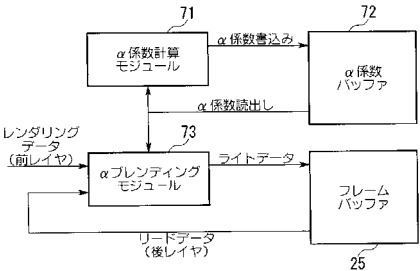 71
α係数計算
モジュール
α係数書込み
72
α係数
バッファ
α係数読出し
レンダリング
データ
(前レイヤ)
73
αブレンディング
モジュール
ライトデータ
フレーム
バッファ
リードデータ
(後レイヤ)
25